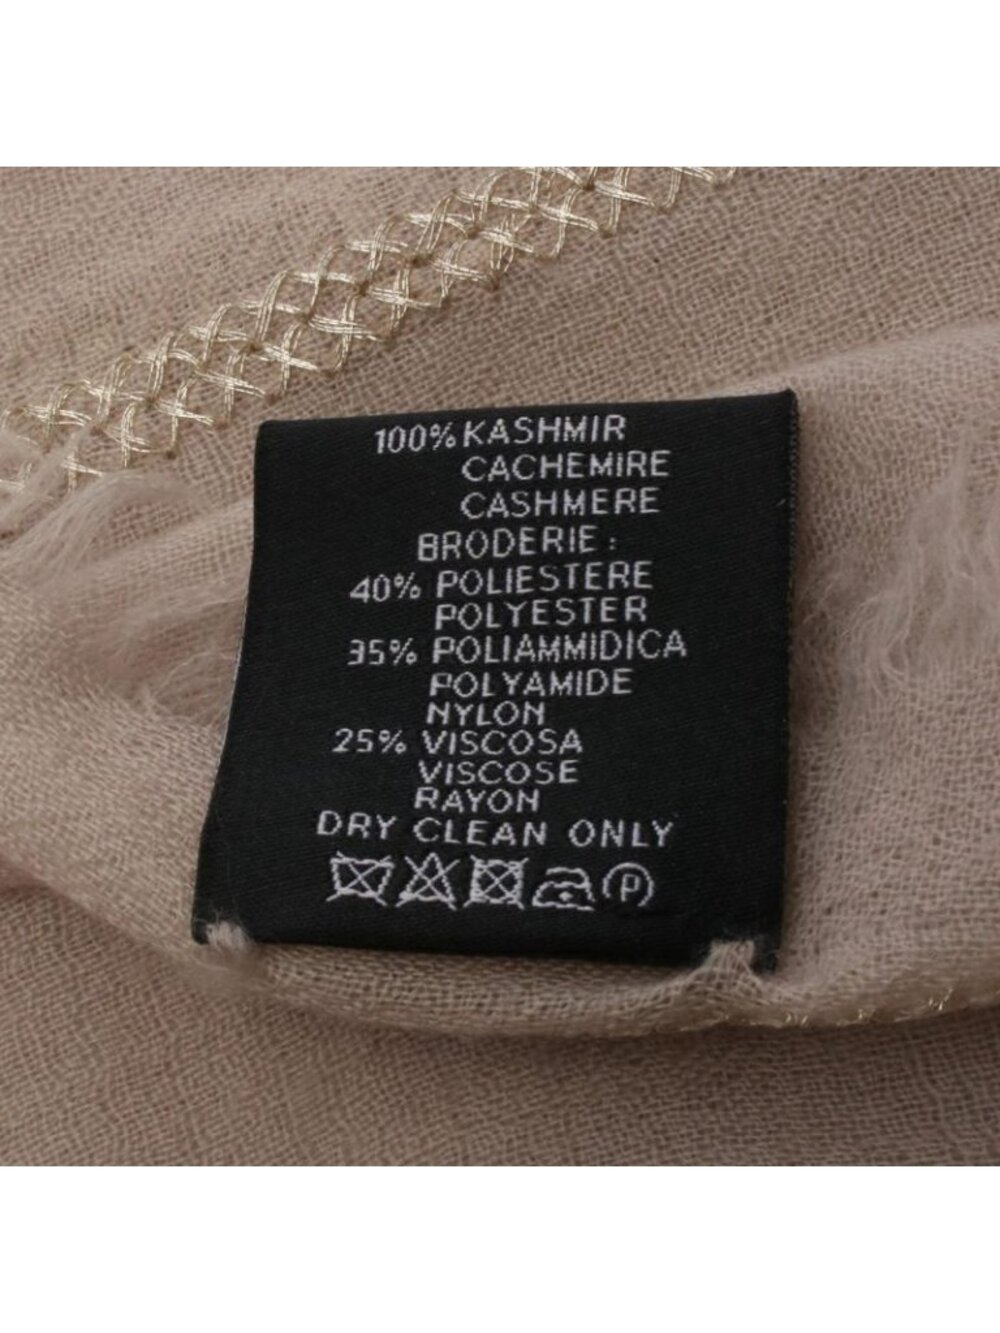 100% KASHMIR
CACHEMIRE
CASHMERE
BRODERIE :
40% POLIESTERE
POLYESTER
35% POLIAMMIDICA
POLYAMIDE
NYLON
25% VISCOSA
VISCOSE
RAYON
DRY CLEAN ONLY
P